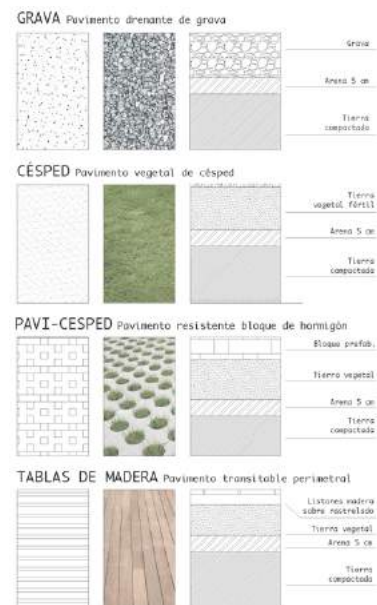 GRAVA Pavimento drenante de grava
Grava
Arena 5 cm
Tierra
compactada
CÉSPED Pavimento vegetal de césped
Tierra
vegetal fértil
Arena 5 cm
Tierra
compactada
PAVI-CESPED Pavimento resistente bloque de hormigón
Bloque prefab.
Tierra vegetal
Arena 5 cm
Tierra
compactada
TABLAS DE MADERA Pavimento transitable perimetral
Listones madera
sobre rastrelado
Tierra vegetal
Arena 5 cm
Tierra
compactada